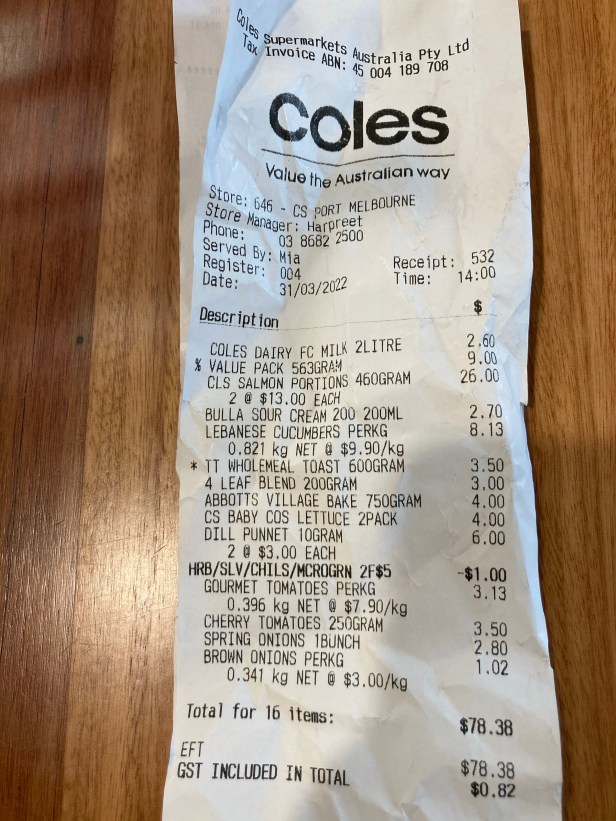 Coles Supermarkets Australia Pty Ltd
Tax Invoice ABN: 45 004 189 708
Coles
Value the Australian way
Store: 646 - CS PORT MELBOURNE
Store Manager: Harpreet
Phone: 03 8682 2500
Served By: Mia
Register: 004 Receipt: 532
Date: 31/03/2022 Time: 14:00
Description $
COLES DAIRY FC MILK 2LITRE 2.60
% VALUE PACK 563GRAM 9.00
CLS SALMON PORTIONS 460GRAM 26.00
2 @ $13.00 EACH
BULLA SOUR CREAM 200 200ML 2.70
LEBANESE CUCUMBERS PERKG 8.13
0.821 kg NET @ $9.90/kg
* TT WHOLEMEAL TOAST 600GRAM 3.50
4 LEAF BLEND 200GRAM 3.00
ABBOTTS VILLAGE BAKE 750GRAM 4.00
CS BABY COS LETTUCE 2PACK 4.00
DILL PUNNET 10GRAM 6.00
2 @ $3.00 EACH
HRB/SLV/CHILS/MCROGRN 2F$5 -$1.00
GOURMET TOMATOES PERKG 3.13
0.396 kg NET @ $7.90/kg
CHERRY TOMATOES 250GRAM 3.50
SPRING ONIONS 1BUNCH 2.80
BROWN ONIONS PERKG 1.02
0.341 kg NET @ $3.00/kg
Total for 16 items: $78.38
EFT $78.38
GST INCLUDED IN TOTAL $0.82